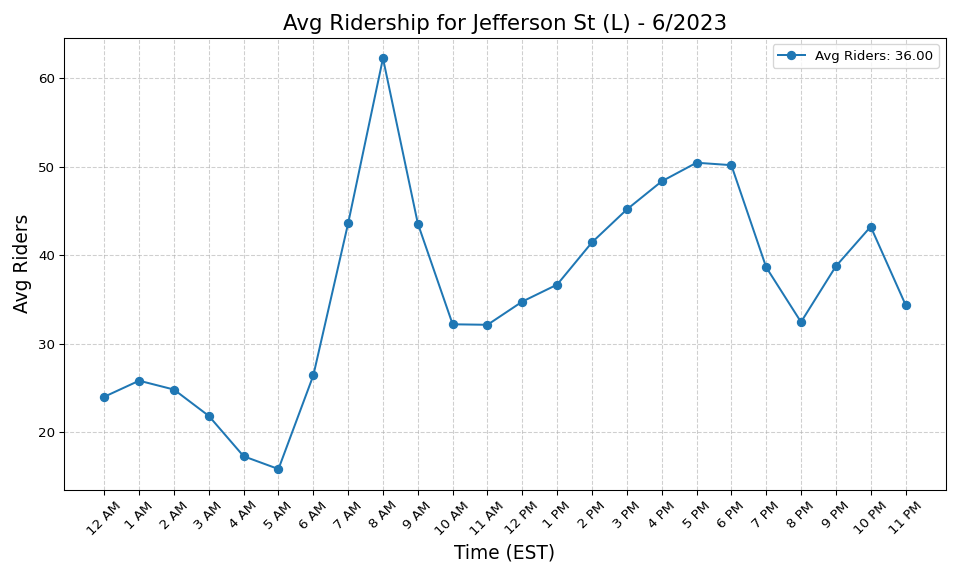 Avg Ridership for Jefferson St (L) - 6/2023
Avg Riders: 36.00
Avg Riders
60
50
40
30
20
12 AM
1 AM
2 AM
3 AM
4 AM
5 AM
6 AM
7 AM
8 AM
9 AM
10 AM
11 AM
12 PM
1 PM
2 PM
3 PM
4 PM
5 PM
6 PM
7 PM
8 PM
9 PM
10 PM
11 PM
Time (EST)